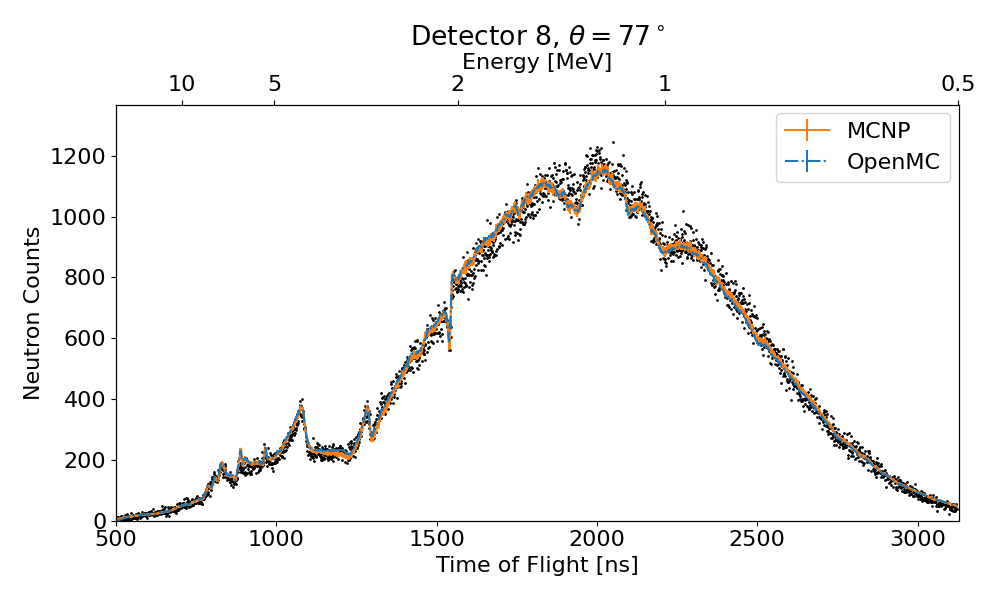 Detector 8, θ = 77°
Energy [MeV]
10 5 2 1 0.5
MCNP
OpenMC
1200
1000
800
600
400
200
0
Neutron Counts
500 1000 1500 2000 2500 3000
Time of Flight [ns]